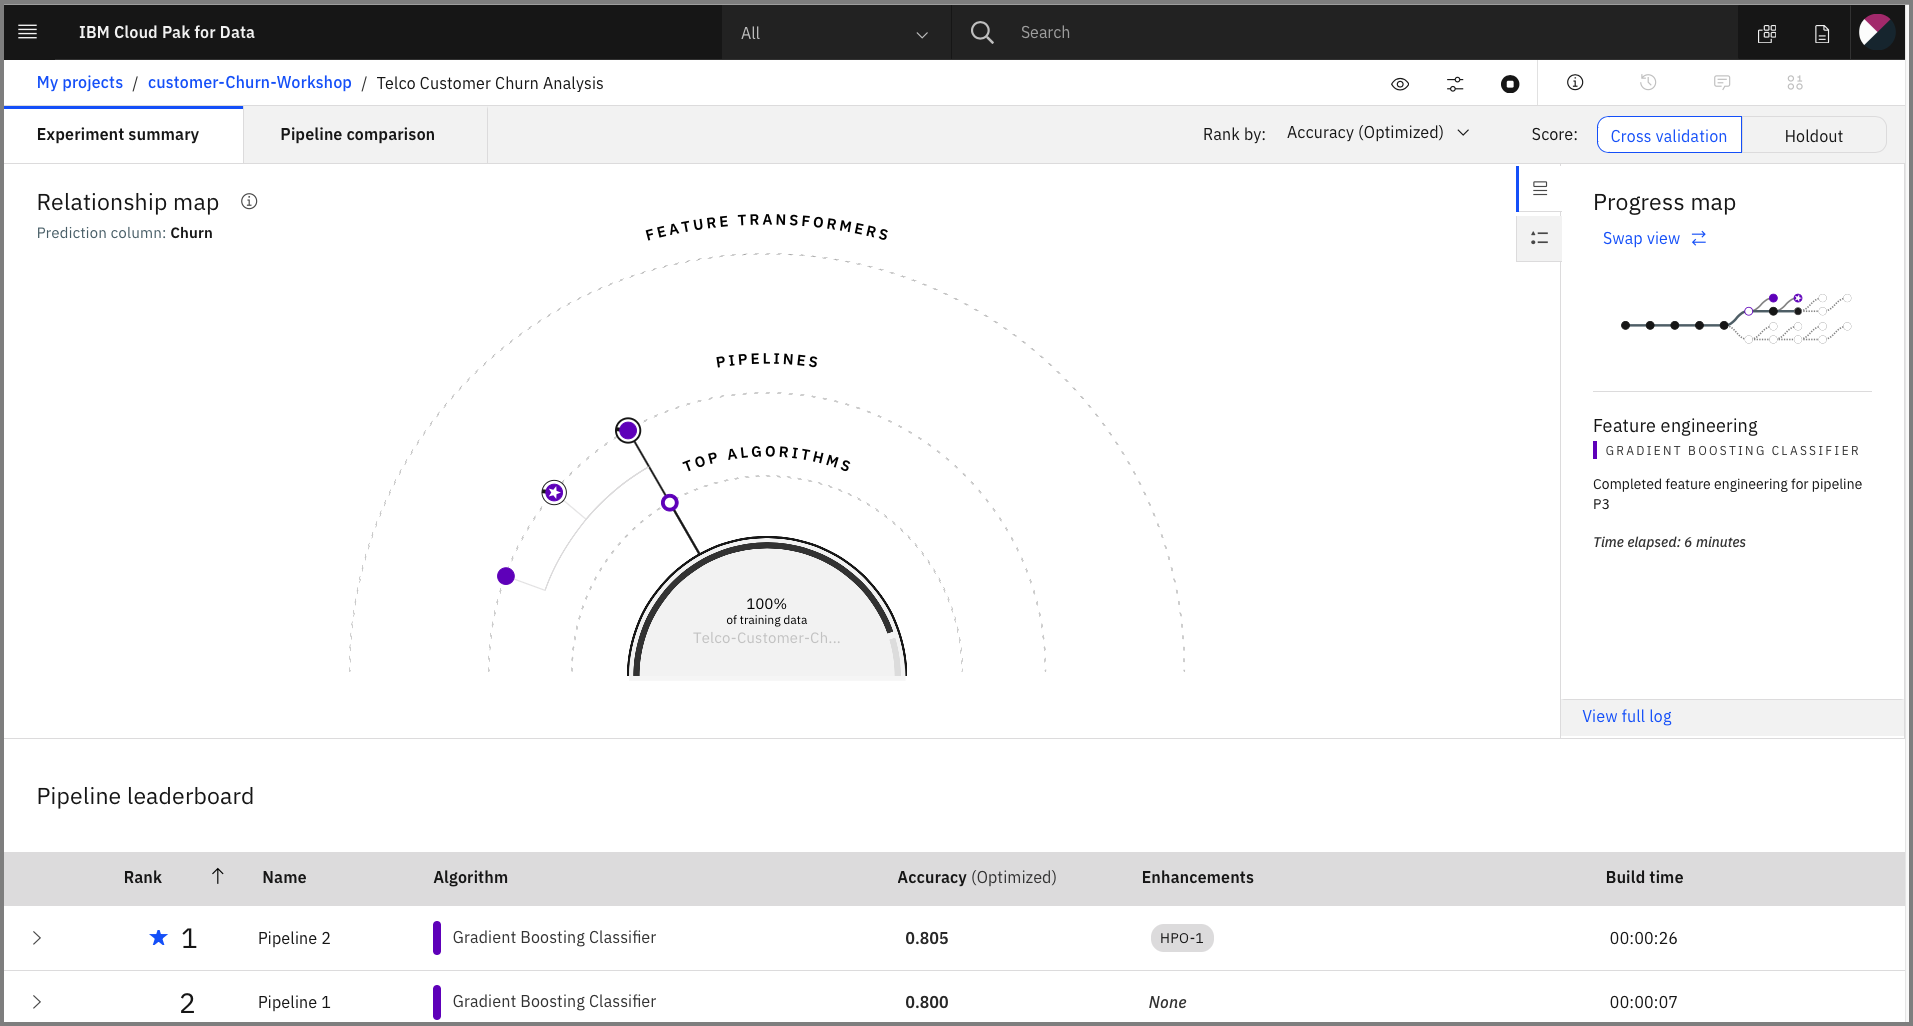 IBM Cloud Pak for Data
All
Search
My projects / customer-Churn-Workshop / Telco Customer Churn Analysis
Experiment summary
Pipeline comparison
Rank by: Accuracy (Optimized)
Score: Cross validation Holdout
Relationship map
Prediction column: Churn
FEATURE TRANSFORMERS
PIPELINES
TOP ALGORITHMS
100%
of training data
Telco-Customer-Ch...
Progress map
Swap view
Feature engineering
GRADIENT BOOSTING CLASSIFIER
Completed feature engineering for pipeline
P3
Time elapsed: 6 minutes
View full log
Pipeline leaderboard
Rank Name Algorithm Accuracy (Optimized) Enhancements Build time
1 Pipeline 2 Gradient Boosting Classifier 0.805 HPO-1 00:00:26
2 Pipeline 1 Gradient Boosting Classifier 0.800 None 00:00:07